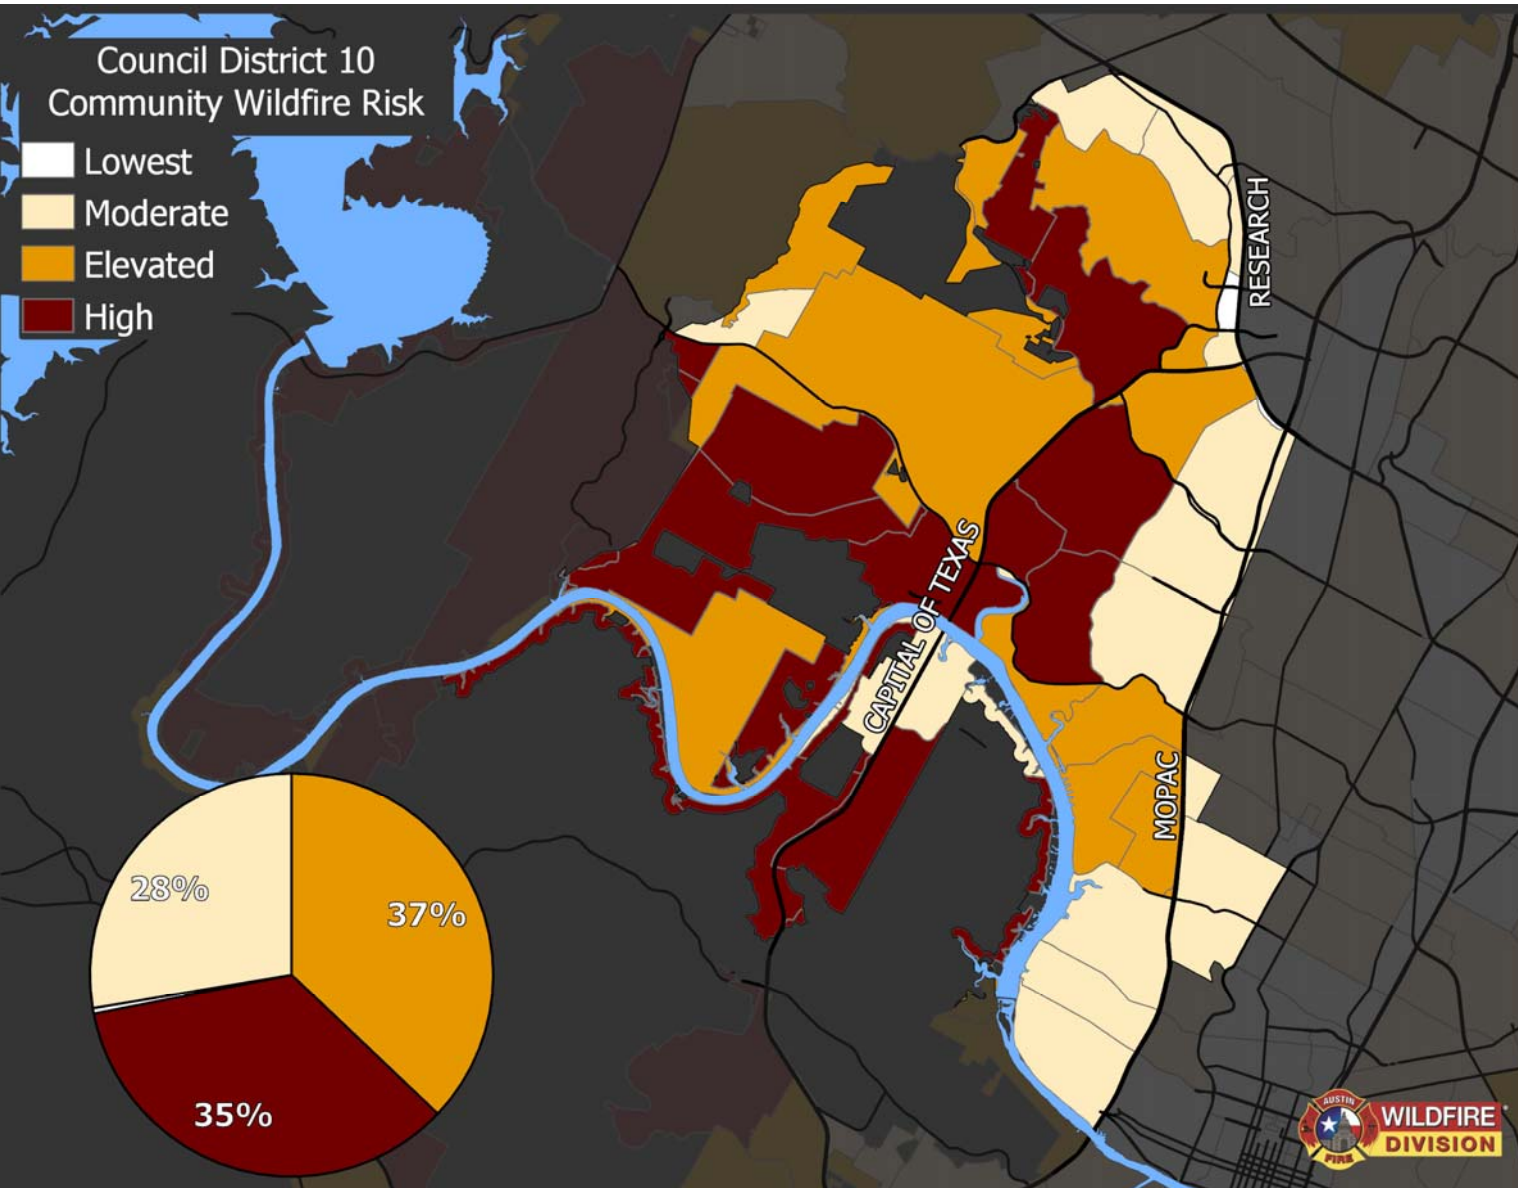 Council District 10
Community Wildfire Risk
Lowest
Moderate
Elevated
High
RESEARCH
CAPITAL OF TEXAS
MOPAC
28%
37%
35%
AUSTIN
FIRE
WILDFIRE
DIVISION